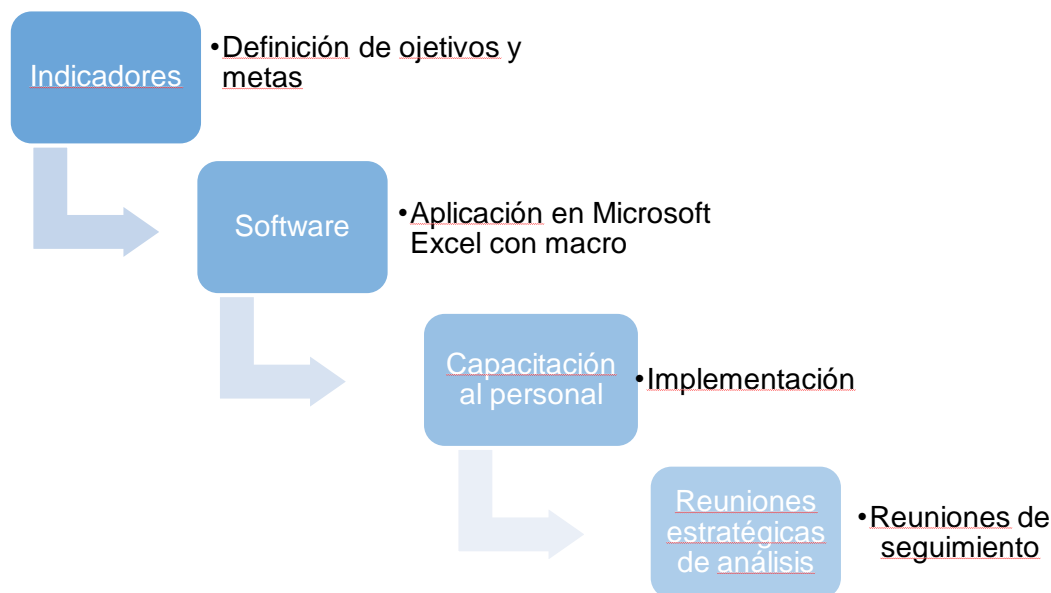 Indicadores
•Definición de ojetivos y
metas
Software
•Aplicación en Microsoft
Excel con macro
Capacitación
al personal
•Implementación
Reuniones
estratégicas
de análisis
•Reuniones de
seguimiento